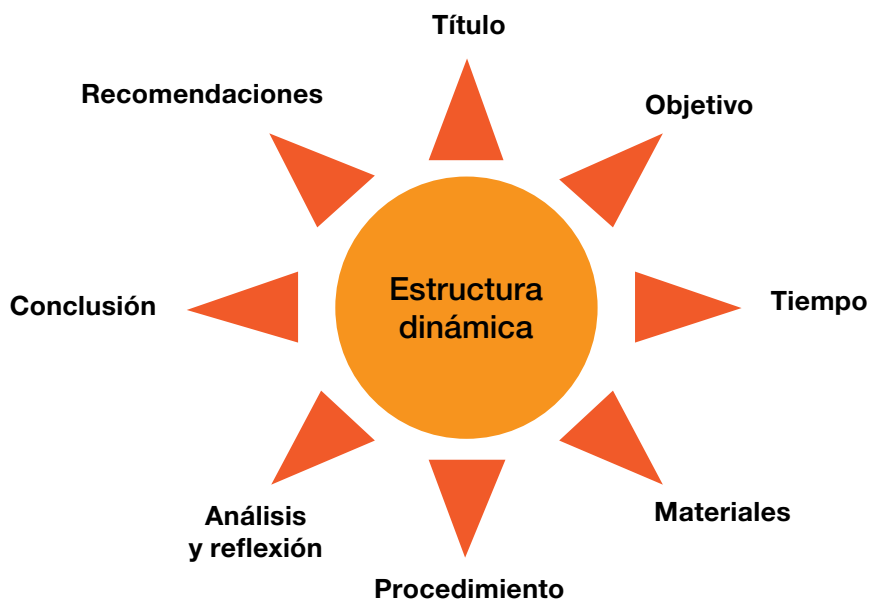 Título
Recomendaciones
Objetivo
Estructura
dinámica
Conclusión
Tiempo
Análisis
y reflexión
Materiales
Procedimiento